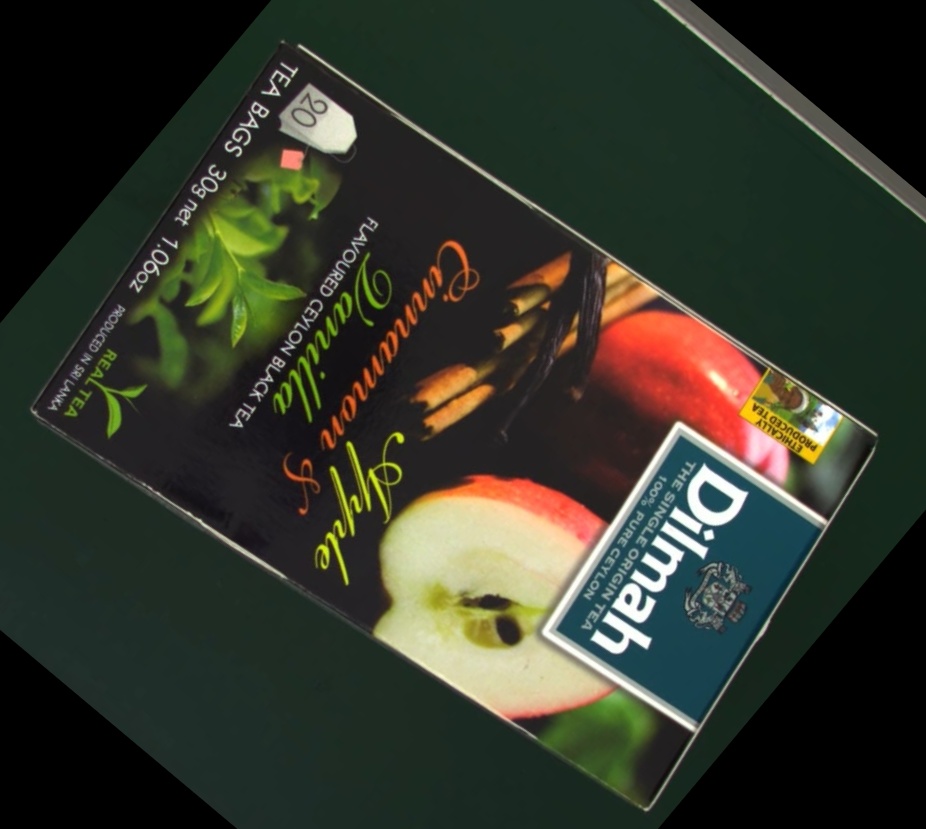 ETHICALLY
PRODUCED TEA
Dilmah
THE SINGLE ORIGIN TEA
100% PURE CEYLON
Cinnamon &
Apple
Vanilla
FLAVOURED CEYLON BLACK TEA
20
TEA BAGS 30g net 1.06oz
REAL TEA
PRODUCED IN SRI LANKA